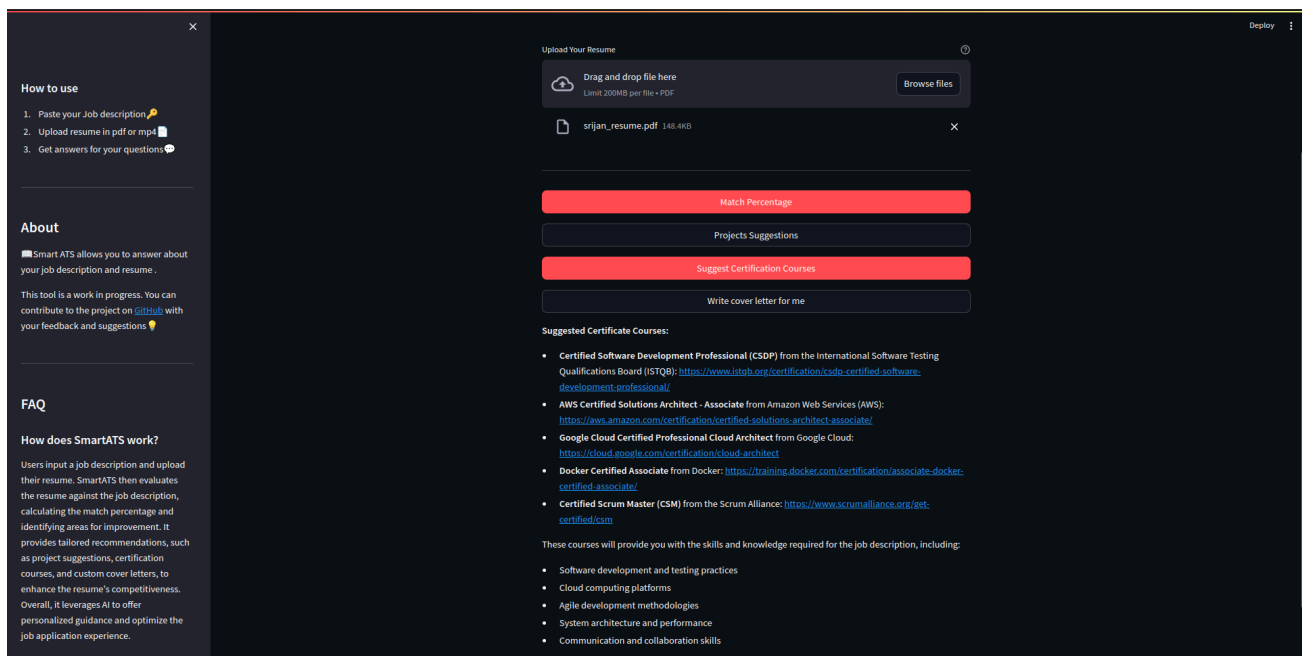 Deploy
How to use
1. Paste your Job description🔑
2. Upload resume in pdf or mp4📄
3. Get answers for your questions💬
About
📖Smart ATS allows you to answer about
your job description and resume .
This tool is a work in progress. You can
contribute to the project on GitHub with
your feedback and suggestions💡
FAQ
How does SmartATS work?
Users input a job description and upload
their resume. SmartATS then evaluates
the resume against the job description,
calculating the match percentage and
identifying areas for improvement. It
provides tailored recommendations, such
as project suggestions, certification
courses, and custom cover letters, to
enhance the resume's competitiveness.
Overall, it leverages AI to offer
personalized guidance and optimize the
job application experience.
Upload Your Resume
Drag and drop file here
Limit 200MB per file • PDF
Browse files
srijan_resume.pdf 148.4KB
Match Percentage
Projects Suggestions
Suggest Certification Courses
Write cover letter for me
Suggested Certificate Courses:
• Certified Software Development Professional (CSDP) from the International Software Testing
Qualifications Board (ISTQB): https://www.istqb.org/certification/csdp-certified-software-
development-professional/
• AWS Certified Solutions Architect - Associate from Amazon Web Services (AWS):
https://aws.amazon.com/certification/certified-solutions-architect-associate/
• Google Cloud Certified Professional Cloud Architect from Google Cloud:
https://cloud.google.com/certification/cloud-architect
• Docker Certified Associate from Docker: https://training.docker.com/certification/associate-docker-
certified-associate/
• Certified Scrum Master (CSM) from the Scrum Alliance: https://www.scrumalliance.org/get-
certified/csm
These courses will provide you with the skills and knowledge required for the job description, including:
• Software development and testing practices
• Cloud computing platforms
• Agile development methodologies
• System architecture and performance
• Communication and collaboration skills